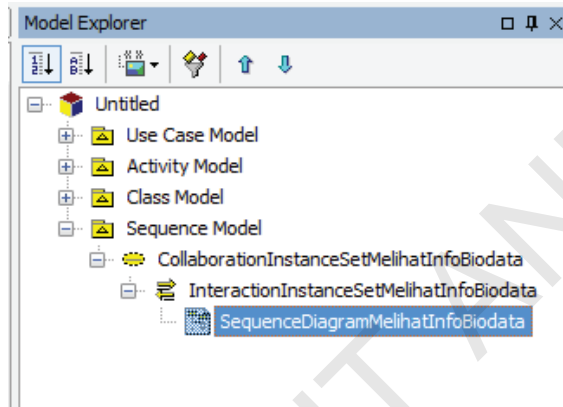 Model Explorer
Untitled
Use Case Model
Activity Model
Class Model
Sequence Model
CollaborationInstanceSetMelihatInfoBiodata
InteractionInstanceSetMelihatInfoBiodata
SequenceDiagramMelihatInfoBiodata